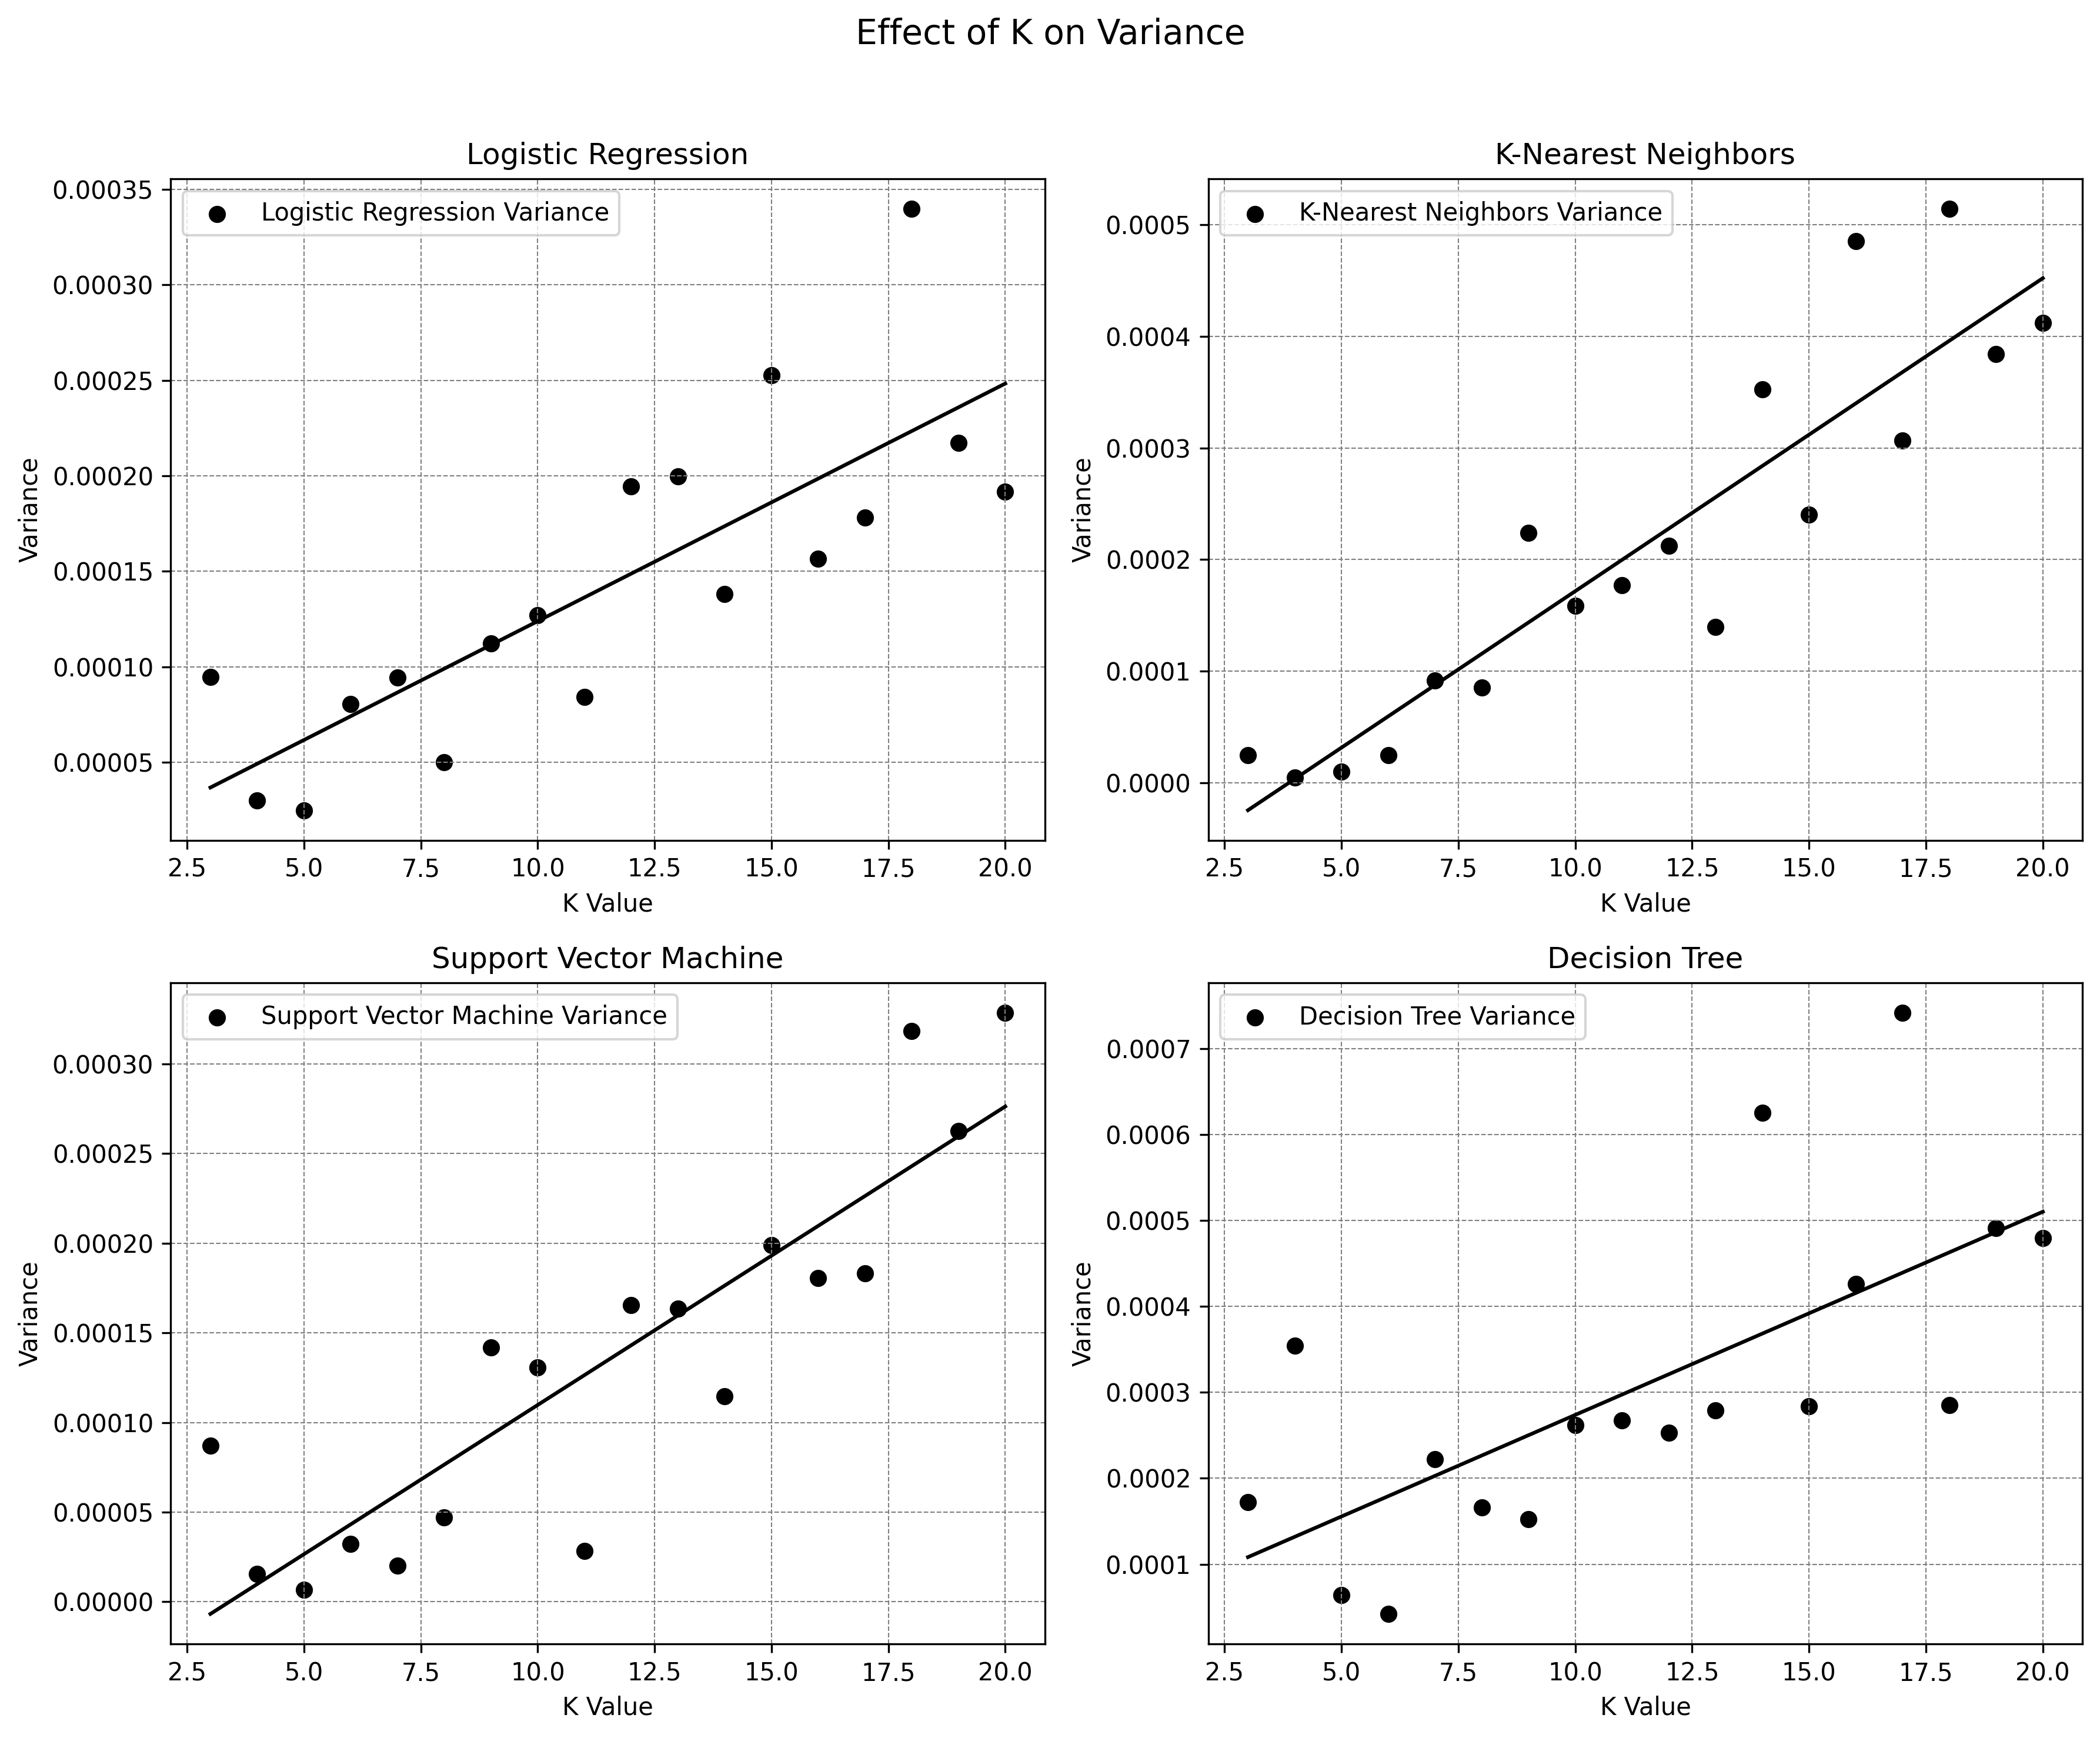 Effect of K on Variance
Logistic Regression
0.00035
0.00030
0.00025
0.00020
0.00015
0.00010
0.00005
Variance
Logistic Regression Variance
2.5 5.0 7.5 10.0 12.5 15.0 17.5 20.0
K Value
K-Nearest Neighbors
0.0005
0.0004
0.0003
0.0002
0.0001
0.0000
Variance
K-Nearest Neighbors Variance
2.5 5.0 7.5 10.0 12.5 15.0 17.5 20.0
K Value
Support Vector Machine
0.00030
0.00025
0.00020
0.00015
0.00010
0.00005
0.00000
Variance
Support Vector Machine Variance
2.5 5.0 7.5 10.0 12.5 15.0 17.5 20.0
K Value
Decision Tree
0.0007
0.0006
0.0005
0.0004
0.0003
0.0002
0.0001
Variance
Decision Tree Variance
2.5 5.0 7.5 10.0 12.5 15.0 17.5 20.0
K Value